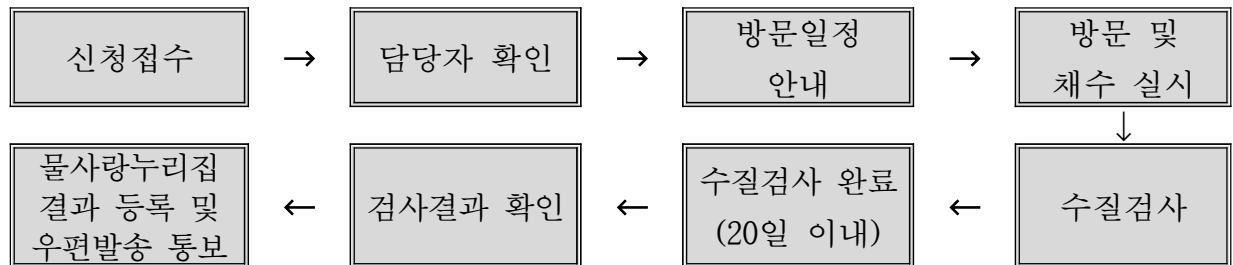 신청접수
→
담당자 확인
→
방문일정
안내
→
방문 및
채수 실시
↓
수질검사
←
수질검사 완료
(20일 이내)
←
검사결과 확인
←
물사랑누리집
결과 등록 및
우편발송 통보